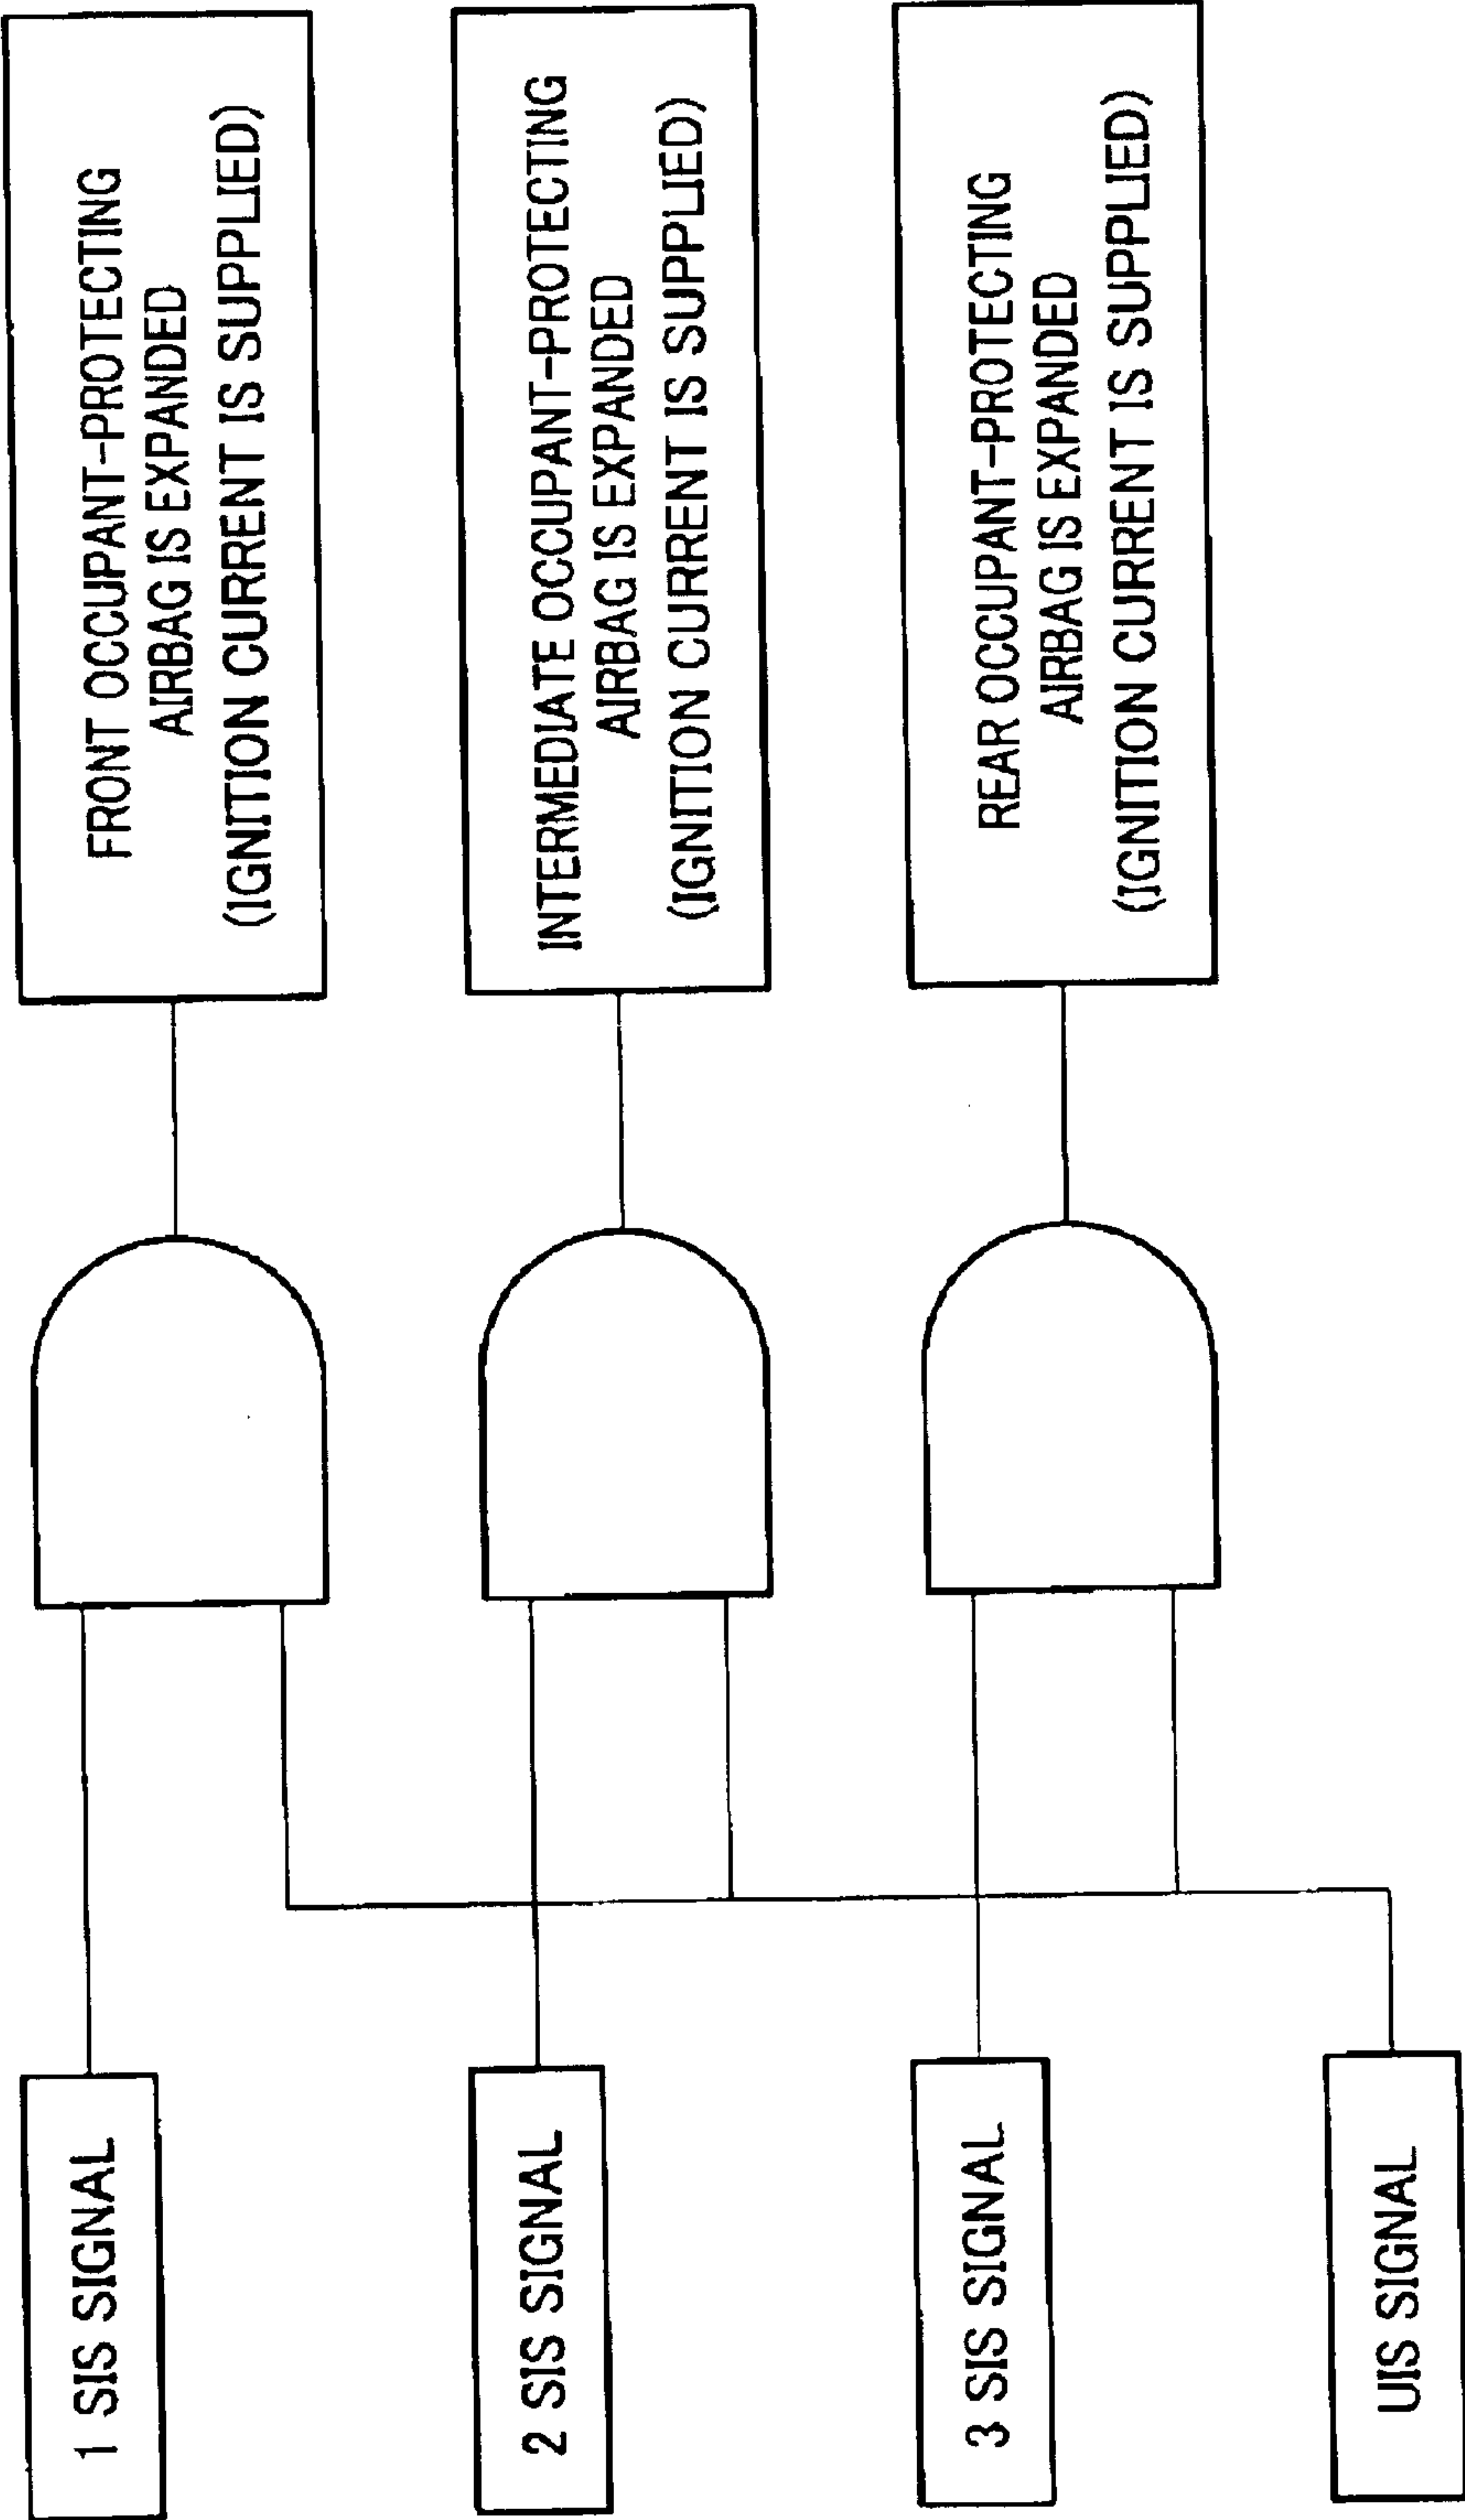 1 SIS SIGNAL
FRONT OCCUPANT-PROTECTING
AIRBAG IS EXPANDED
(IGNITION CURRENT IS SUPPLIED)
2 SIS SIGNAL
INTERMEDIATE OCCUPANT-PROTECTING
AIRBAG IS EXPANDED
(IGNITION CURRENT IS SUPPLIED)
3 SIS SIGNAL
REAR OCCUPANT-PROTECTING
AIRBAG IS EXPANDED
(IGNITION CURRENT IS SUPPLIED)
UIS SIGNAL